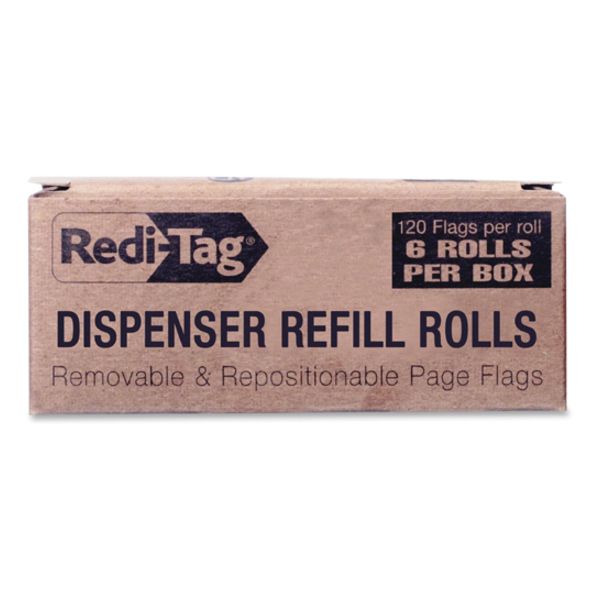 Redi-Tag®
120 Flags per roll
6 ROLLS
PER BOX
DISPENSER REFILL ROLLS
Removable & Repositionable Page Flags